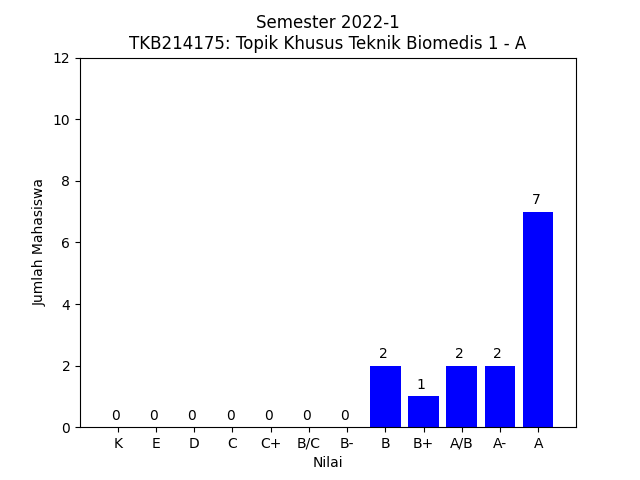 Semester 2022-1
TKB214175: Topik Khusus Teknik Biomedis 1 - A
12
10
8
6
4
2
0
Jumlah Mahasiswa
0 0 0 0 0 0 0 2 1 2 2 7
K E D C C+ B/C B- B B+ A/B A- A
Nilai